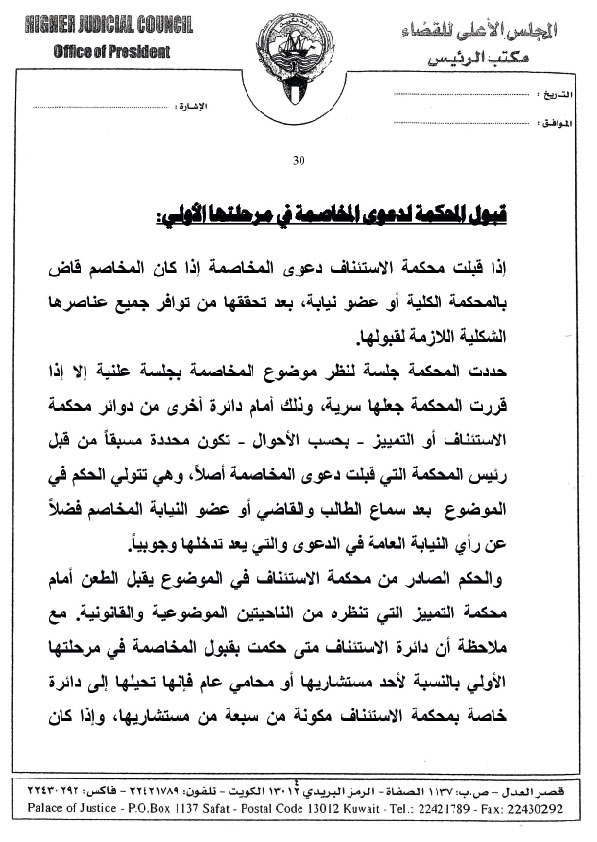 HIGHER JUDICIAL COUNCIL
Office of President
المجلس الأعلى للقضاء
مكتب الرئيس
التاريخ :
الموافق :
الإشارة :
30
قبول المحكمة لدعوى المخاصمة في مرحلتها الأولي:
إذا قبلت محكمة الاستئناف دعوى المخاصمة إذا كان المخاصم قاض
بالمحكمة الكلية أو عضو نيابة، بعد تحققها من توافر جميع عناصرها
الشكلية اللازمة لقبولها.
حددت المحكمة جلسة لنظر موضوع المخاصمة بجلسة علنية إلا إذا
قررت المحكمة جعلها سرية، وذلك أمام دائرة أخرى من دوائر محكمة
الاستئناف أو التمييز - بحسب الأحوال - تكون محددة مسبقاً من قبل
رئيس المحكمة التي قبلت دعوى المخاصمة أصلاً، وهي تتولي الحكم في
الموضوع بعد سماع الطالب والقاضي أو عضو النيابة المخاصم فضلاً
عن رأي النيابة العامة في الدعوى والتي يعد تدخلها وجوبياً.
والحكم الصادر من محكمة الاستئناف في الموضوع يقبل الطعن أمام
محكمة التمييز التي تنظره من الناحيتين الموضوعية والقانونية. مع
ملاحظة أن دائرة الاستئناف متى حكمت بقبول المخاصمة في مرحلتها
الأولي بالنسبة لأحد مستشاريها أو محامي عام فإنها تحيلها إلى دائرة
خاصة بمحكمة الاستئناف مكونة من سبعة من مستشاريها، وإذا كان
قصر العدل - ص.ب: ١١٣٧ الصفاة - الرمز البريدي ١٣٠١٢ الكويت - تلفون: ٢٢٤٢١٧٨٩ - فاكس: ٢٢٤٣٠٢٩٢
Palace of Justice - P.O.Box 1137 Safat - Postal Code 13012 Kuwait - Tel.: 22421789 - Fax: 22430292